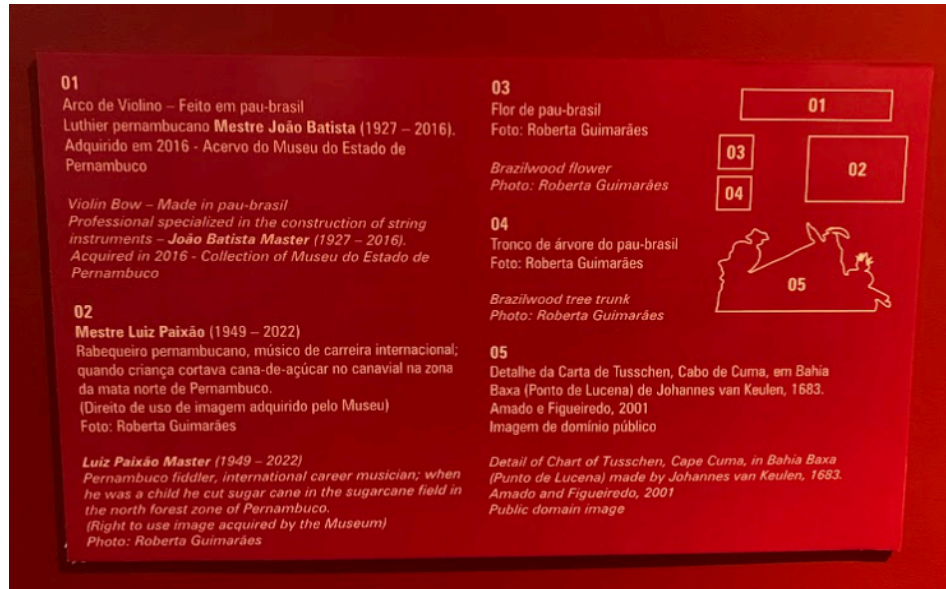 01
Arco de Violino – Feito em pau-brasil
Luthier pernambucano Mestre João Batista (1927 – 2016).
Adquirido em 2016 - Acervo do Museu do Estado de
Pernambuco
Violin Bow – Made in pau-brasil
Professional specialized in the construction of string
instruments – João Batista Master (1927 – 2016).
Acquired in 2016 - Collection of Museu do Estado de
Pernambuco
02
Mestre Luiz Paixão (1949 – 2022)
Rabequeiro pernambucano, músico de carreira internacional;
quando criança cortava cana-de-açúcar no canavial na zona
da mata norte de Pernambuco.
(Direito de uso de imagem adquirido pelo Museu)
Foto: Roberta Guimarães
Luiz Paixão Master (1949 – 2022)
Pernambuco fiddler, international career musician; when
he was a child he cut sugar cane in the sugarcane field in
the north forest zone of Pernambuco.
(Right to use image acquired by the Museum)
Photo: Roberta Guimarães
03
Flor de pau-brasil
Foto: Roberta Guimarães
Brazilwood flower
Photo: Roberta Guimarães
04
Tronco de árvore do pau-brasil
Foto: Roberta Guimarães
Brazilwood tree trunk
Photo: Roberta Guimarães
05
Detalhe da Carta de Tusschen, Cabo de Cuma, em Bahia
Baxa (Ponto de Lucena) de Johannes van Keulen, 1683.
Amado e Figueiredo, 2001
Imagem de domínio público
Detail of Chart of Tusschen, Cape Cuma, in Bahia Baxa
(Punto de Lucena) made by Johannes van Keulen, 1683.
Amado and Figueiredo, 2001
Public domain image
01
03
02
04
05